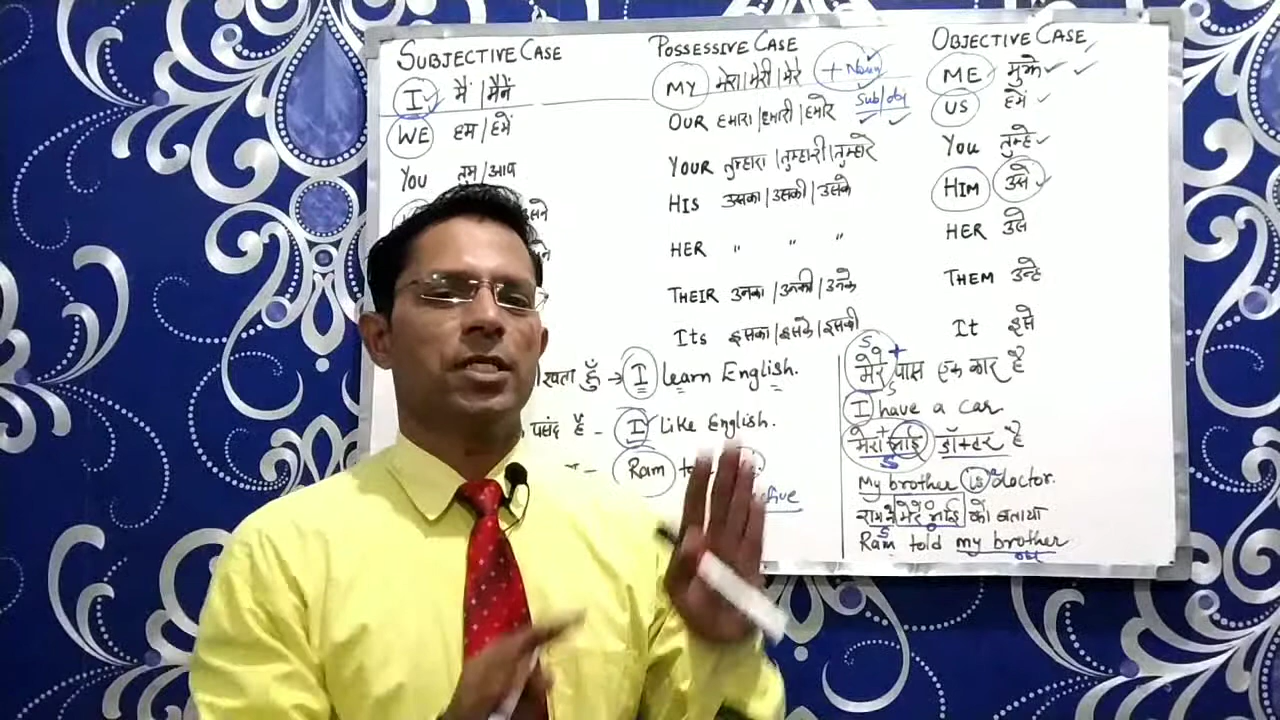 SUBJECTIVE CASE
I मैं / मैंने
WE हम / हमें
You तुम / आप
सने
ने
POSSESSIVE CASE
MY मेरा / मेरी / मेरे + Noun
Sub/obj
OUR हमारा / हमारी / हमारे
YOUR तुम्हारा / तुम्हारी / तुम्हारे
HIS उसका / उसकी / उसके
HER " " "
THEIR उनका / उनकी / उनके
Its इसका / इसके / इसकी
OBJECTIVE CASE
ME मुझे
US हमें
You तुम्हे
HIM उसे
HER उसे
THEM उन्हे
It इसे
हूँ → I learn English.
पसंद है - I Like English.
- Ram
मेरे पास एक कार है
I have a car
मेरा भाई डॉक्टर है
S
My brother is a doctor.
राम ने मेरे भाई को बताया
S
Ram told my brother
obj